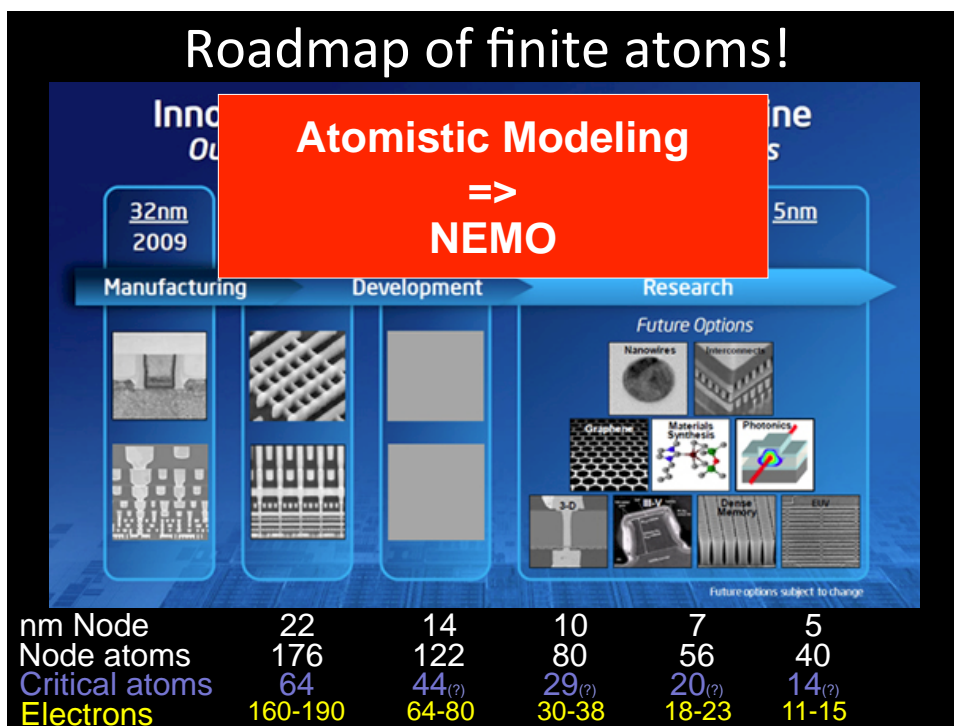 Roadmap of finite atoms!
Inno
ine
Ou
s
Atomistic Modeling
=>
NEMO
32nm
2009
5nm
Manufacturing Development Research
Future Options
Nanowires Interconnects
Graphene Materials Synthesis Photonics
3-D III-V Dense Memory EUV
Future options subject to change
nm Node 22 14 10 7 5
Node atoms 176 122 80 56 40
Critical atoms 64 44(?) 29(?) 20(?) 14(?)
Electrons 160-190 64-80 30-38 18-23 11-15